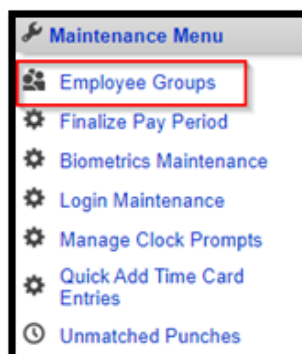 Maintenance Menu
Employee Groups
Finalize Pay Period
Biometrics Maintenance
Login Maintenance
Manage Clock Prompts
Quick Add Time Card
Entries
Unmatched Punches